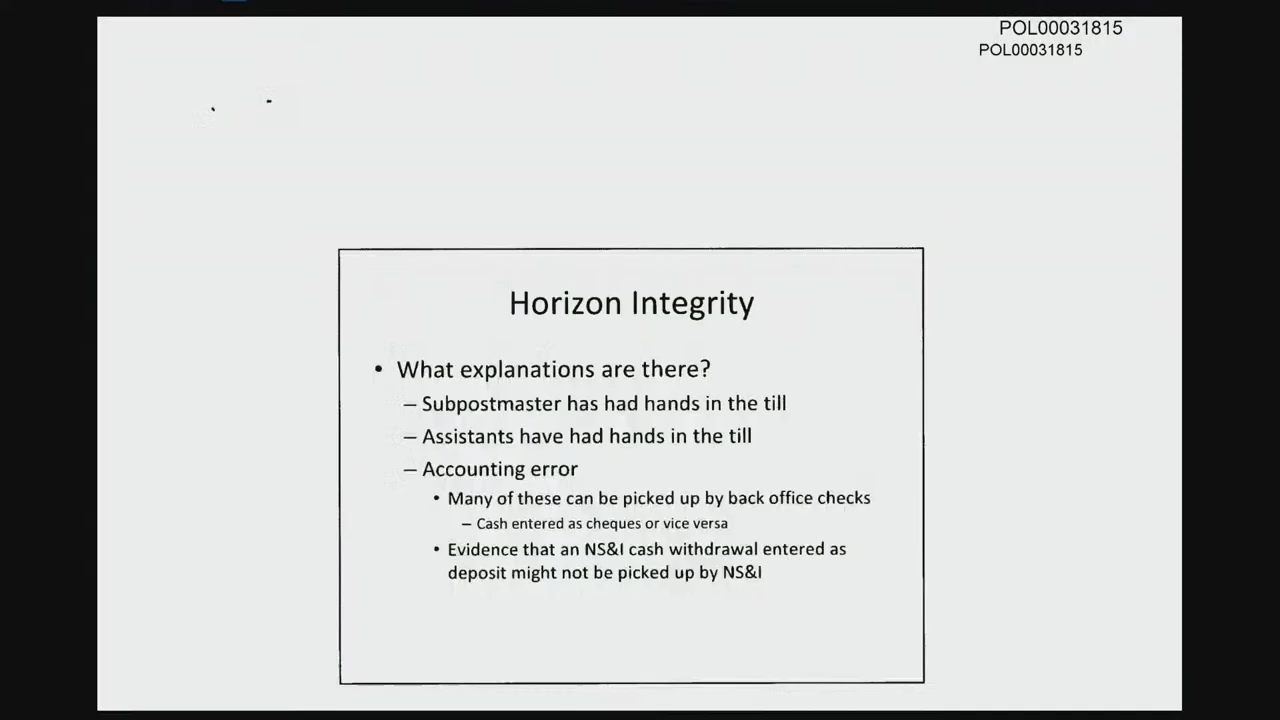 POL00031815
POL00031815
Horizon Integrity
• What explanations are there?
– Subpostmaster has had hands in the till
– Assistants have had hands in the till
– Accounting error
• Many of these can be picked up by back office checks
– Cash entered as cheques or vice versa
• Evidence that an NS&I cash withdrawal entered as
deposit might not be picked up by NS&I